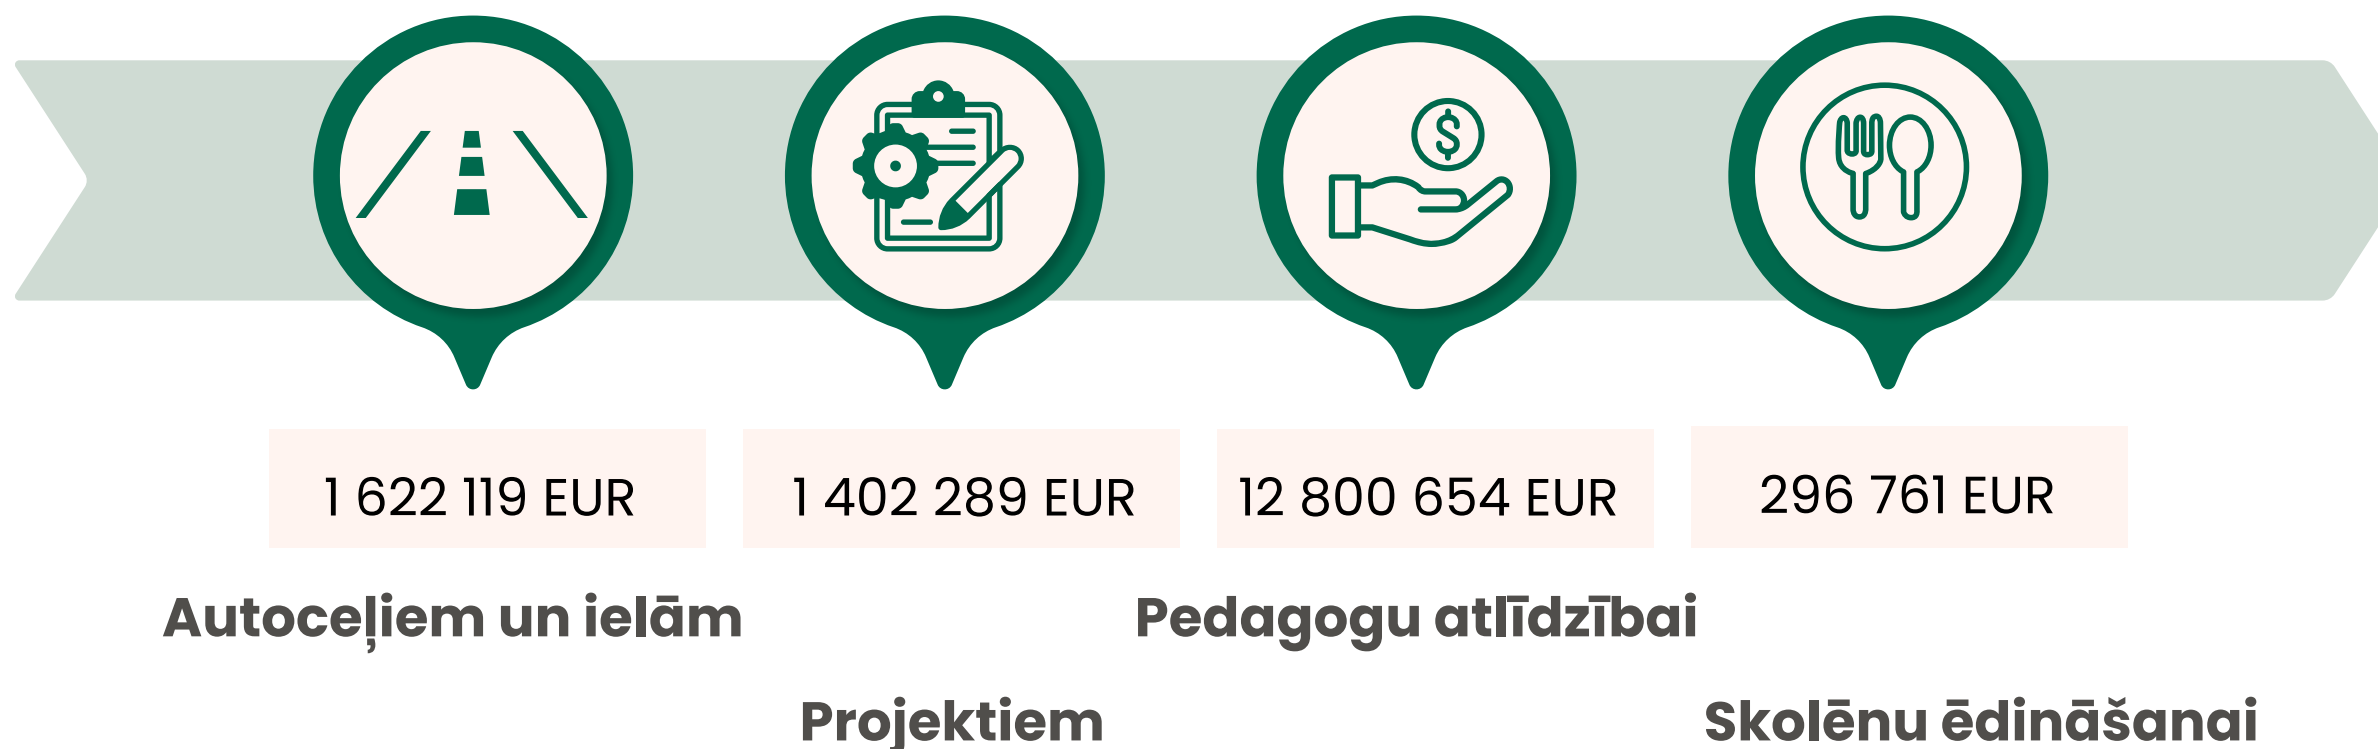 1 622 119 EUR
1 402 289 EUR
12 800 654 EUR
296 761 EUR
Autoceļiem un ielām
Pedagogu atlīdzībai
Projektiem
Skolēnu ēdināšanai